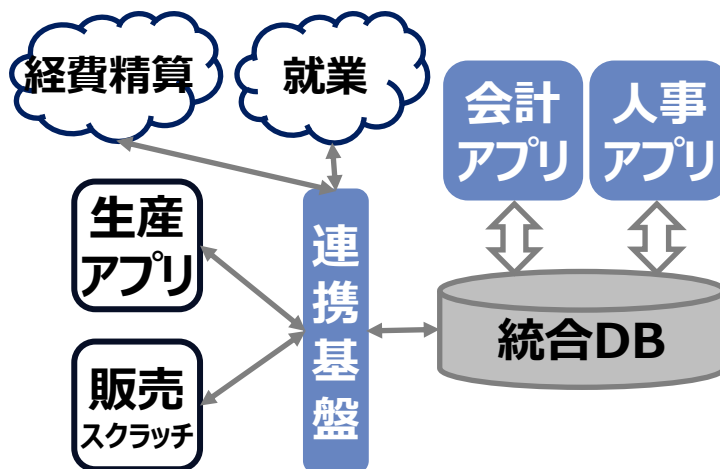 経費精算
就業
会計
アプリ
人事
アプリ
生産
アプリ
連携基盤
統合DB
販売
スクラッチ